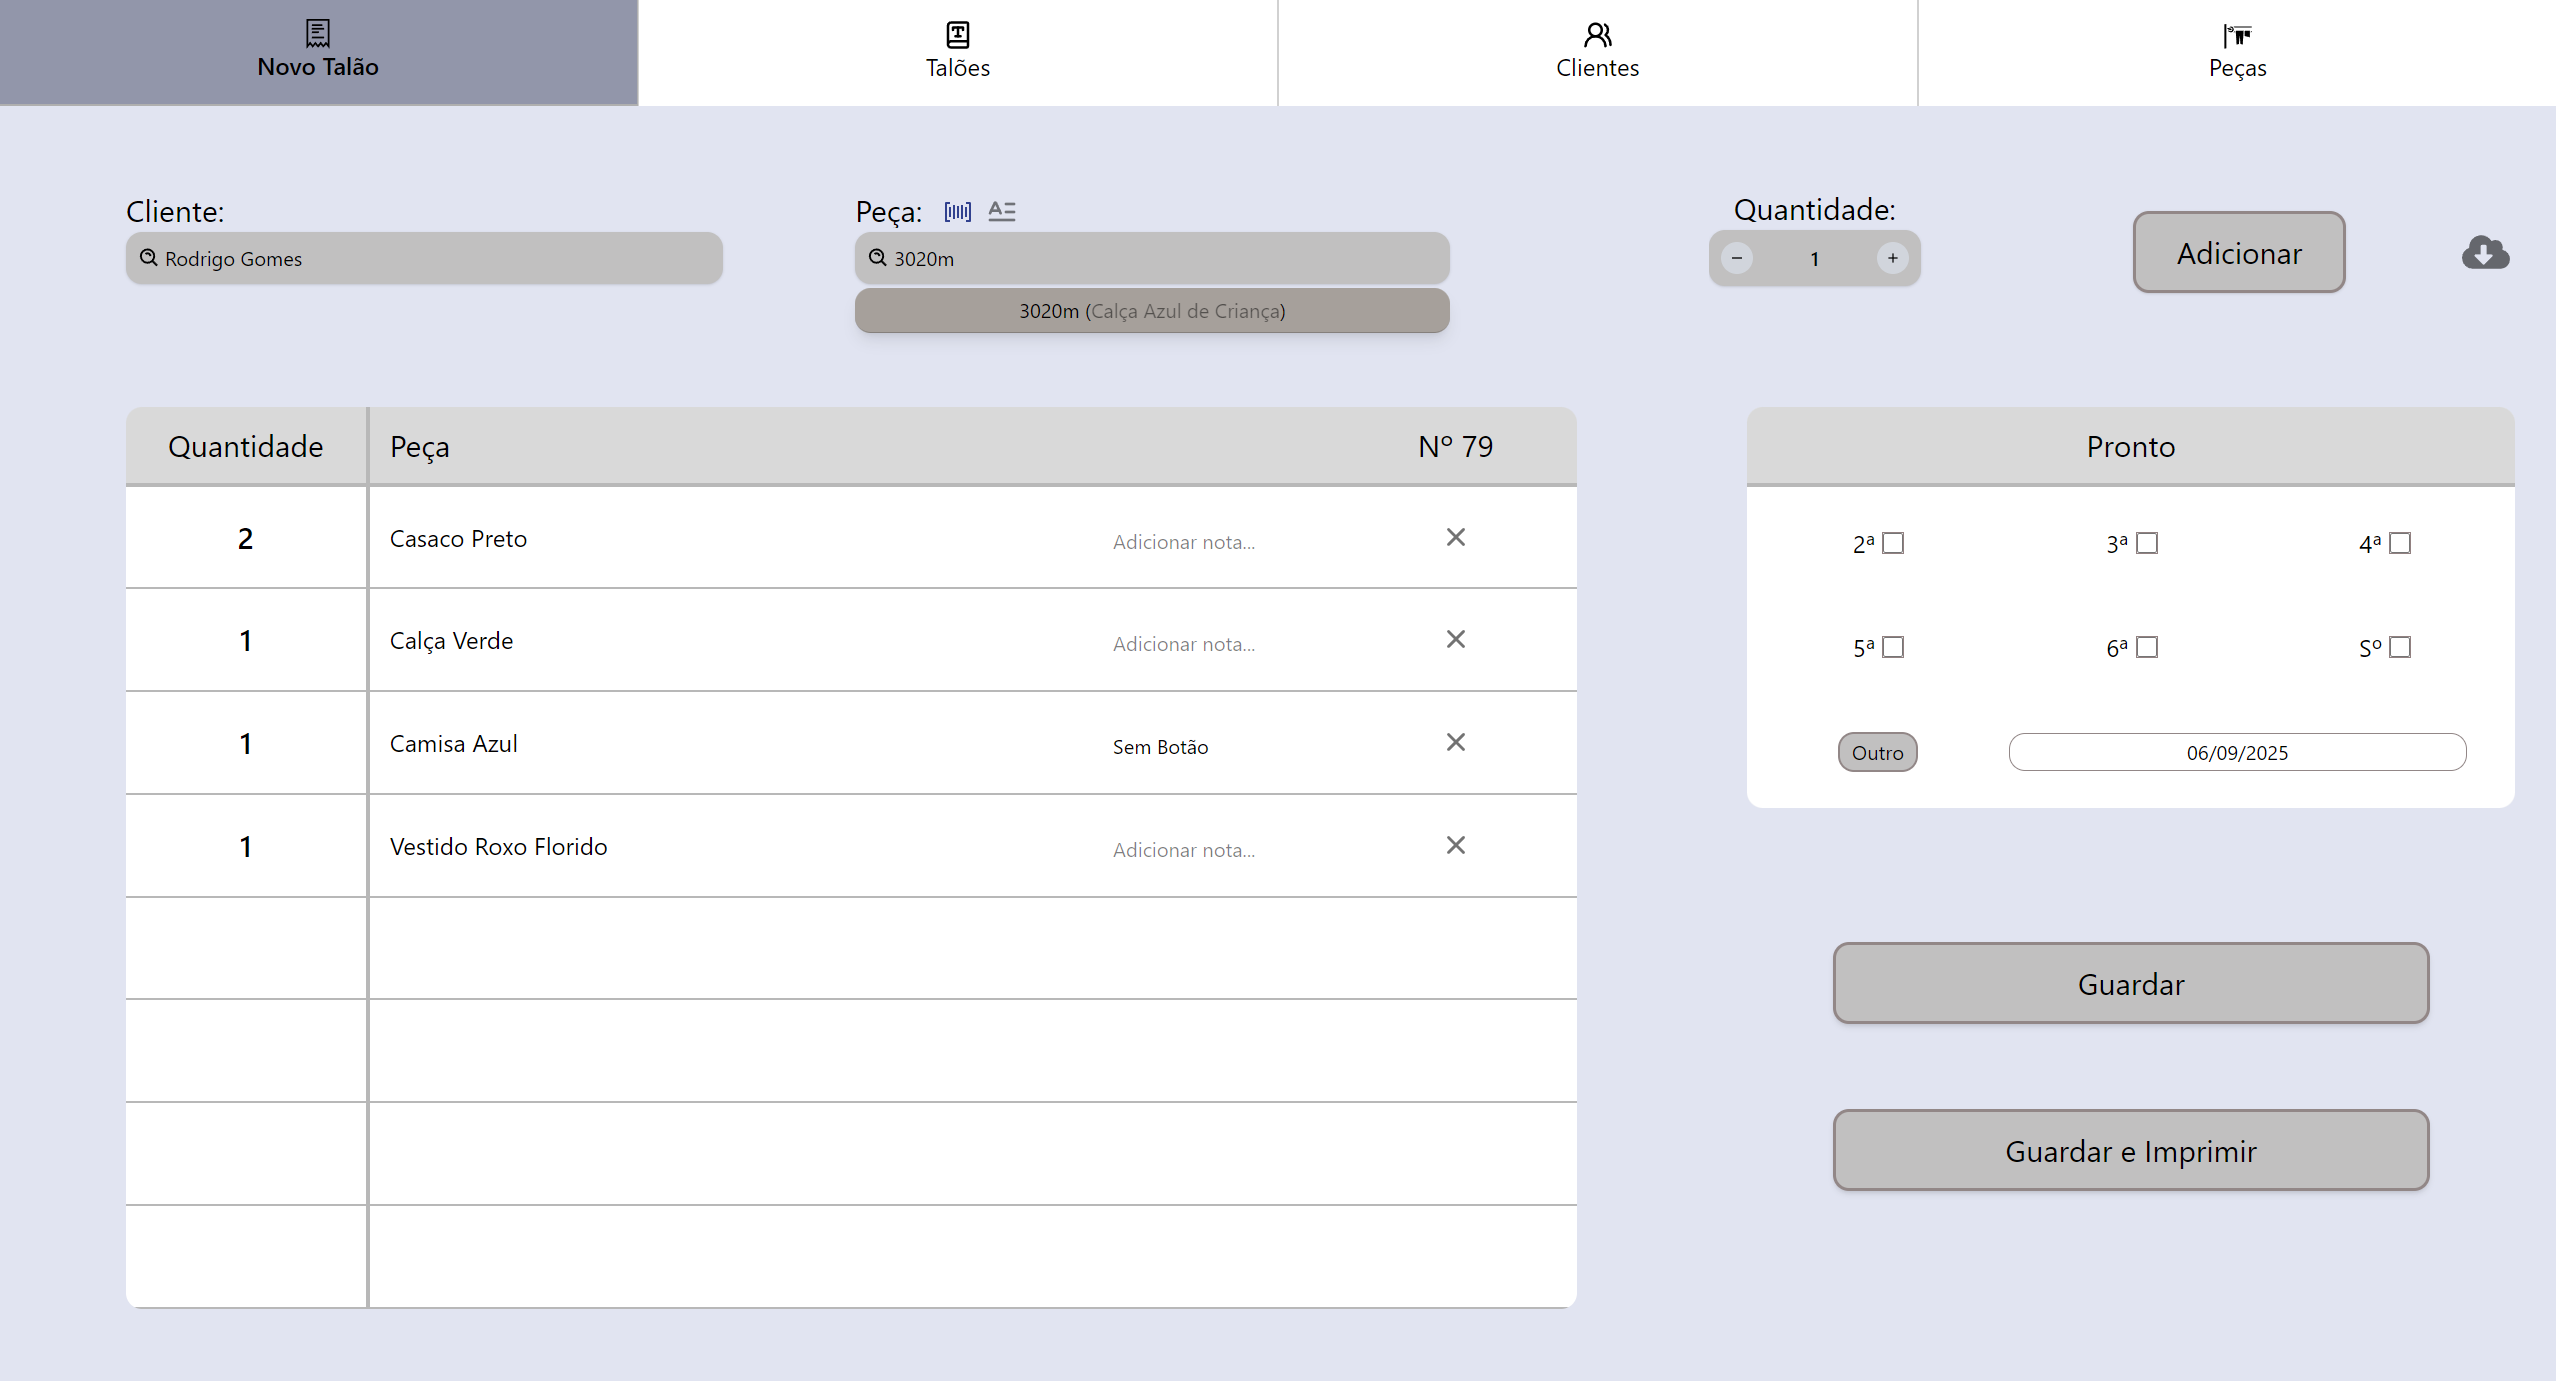 Novo Talão
Talões
Clientes
Peças
Cliente:
Rodrigo Gomes
Peça:
3020m
3020m (Calça Azul de Criança)
Quantidade:
− 1 +
Adicionar
Quantidade Peça Nº 79
2 Casaco Preto Adicionar nota...
1 Calça Verde Adicionar nota...
1 Camisa Azul Sem Botão
1 Vestido Roxo Florido Adicionar nota...
Pronto
2ª 3ª 4ª
5ª 6ª Sº
Outro 06/09/2025
Guardar
Guardar e Imprimir